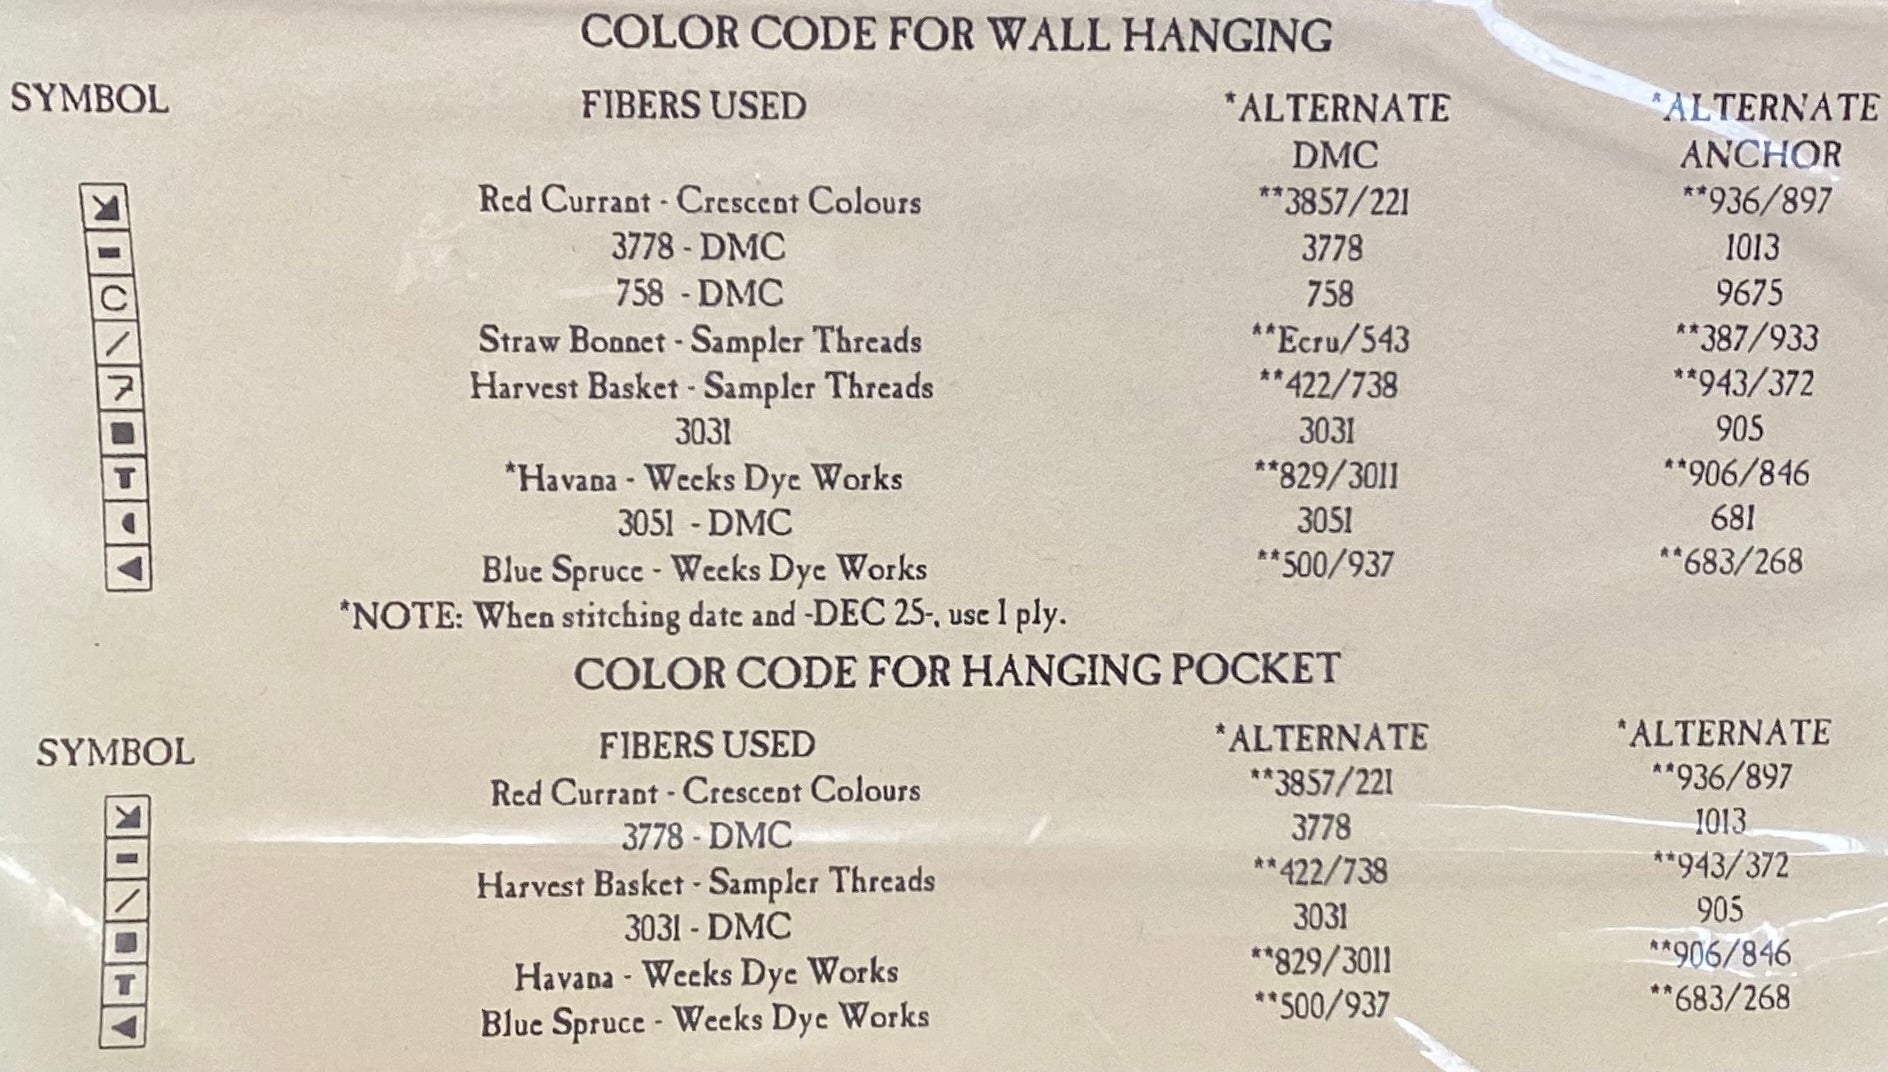 COLOR CODE FOR WALL HANGING
SYMBOL FIBERS USED *ALTERNATE *ALTERNATE
DMC ANCHOR
Red Currant - Crescent Colours **3857/221 **936/897
3778 - DMC 3778 1013
C 758 - DMC 758 9675
/ Straw Bonnet - Sampler Threads **Ecru/543 **387/933
Harvest Basket - Sampler Threads **422/738 **943/372
3031 3031 905
T *Havana - Weeks Dye Works **829/3011 **906/846
3051 - DMC 3051 681
Blue Spruce - Weeks Dye Works **500/937 **683/268
*NOTE: When stitching date and -DEC 25-, use 1 ply.
COLOR CODE FOR HANGING POCKET
SYMBOL FIBERS USED *ALTERNATE *ALTERNATE
Red Currant - Crescent Colours **3857/221 **936/897
3778 - DMC 3778 1013
/ Harvest Basket - Sampler Threads **422/738 **943/372
3031 - DMC 3031 905
T Havana - Weeks Dye Works **829/3011 **906/846
Blue Spruce - Weeks Dye Works **500/937 **683/268